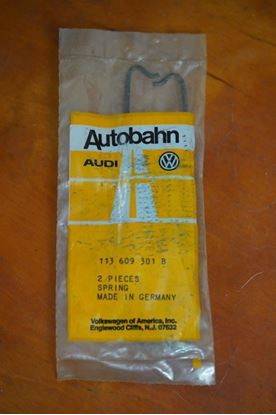 Autobahn
AUDI
113 609 301 B
2 PIECES
SPRING
MADE IN GERMANY
Volkswagen of America, Inc.
Englewood Cliffs, N.J. 07632